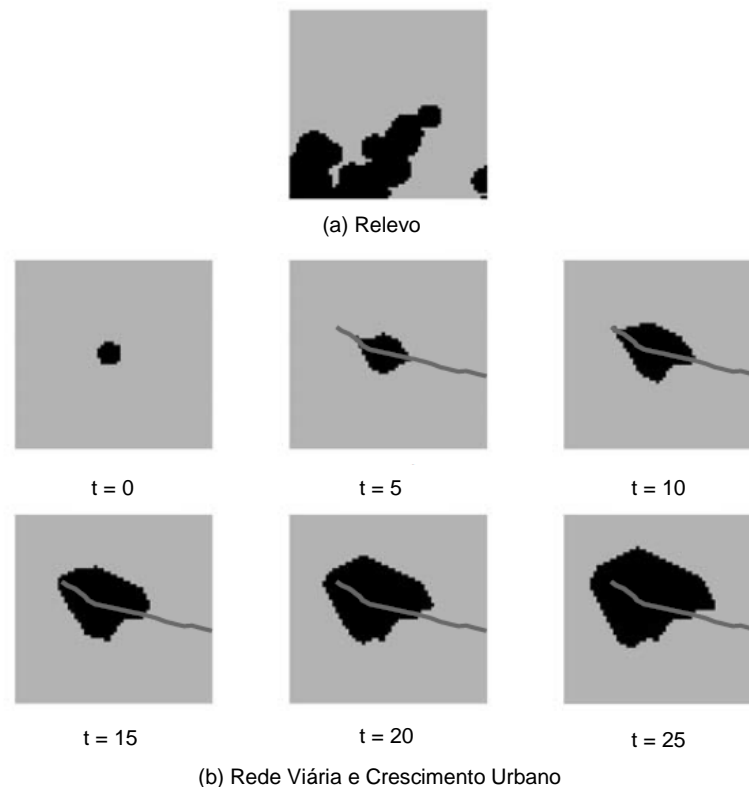 (a) Relevo
t = 0
t = 5
t = 10
t = 15
t = 20
t = 25
(b) Rede Viária e Crescimento Urbano